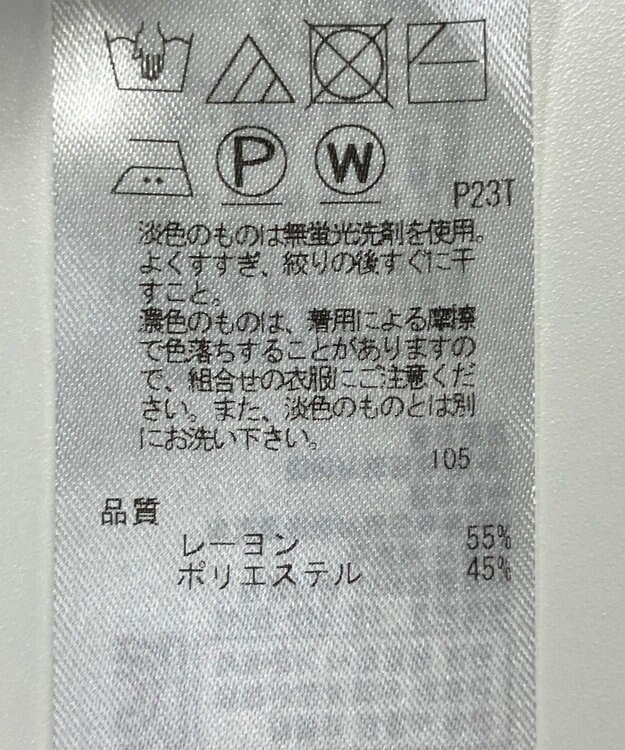 P W
P23T
淡色のものは無蛍光洗剤を使用。
よくすすぎ、絞りの後すぐに干
すこと。
濃色のものは、着用による摩擦
で色落ちすることがありますの
で、組合せの衣服にご注意くだ
さい。また、淡色のものとは別
にお洗い下さい。
105
品質
レーヨン 55%
ポリエステル 45%